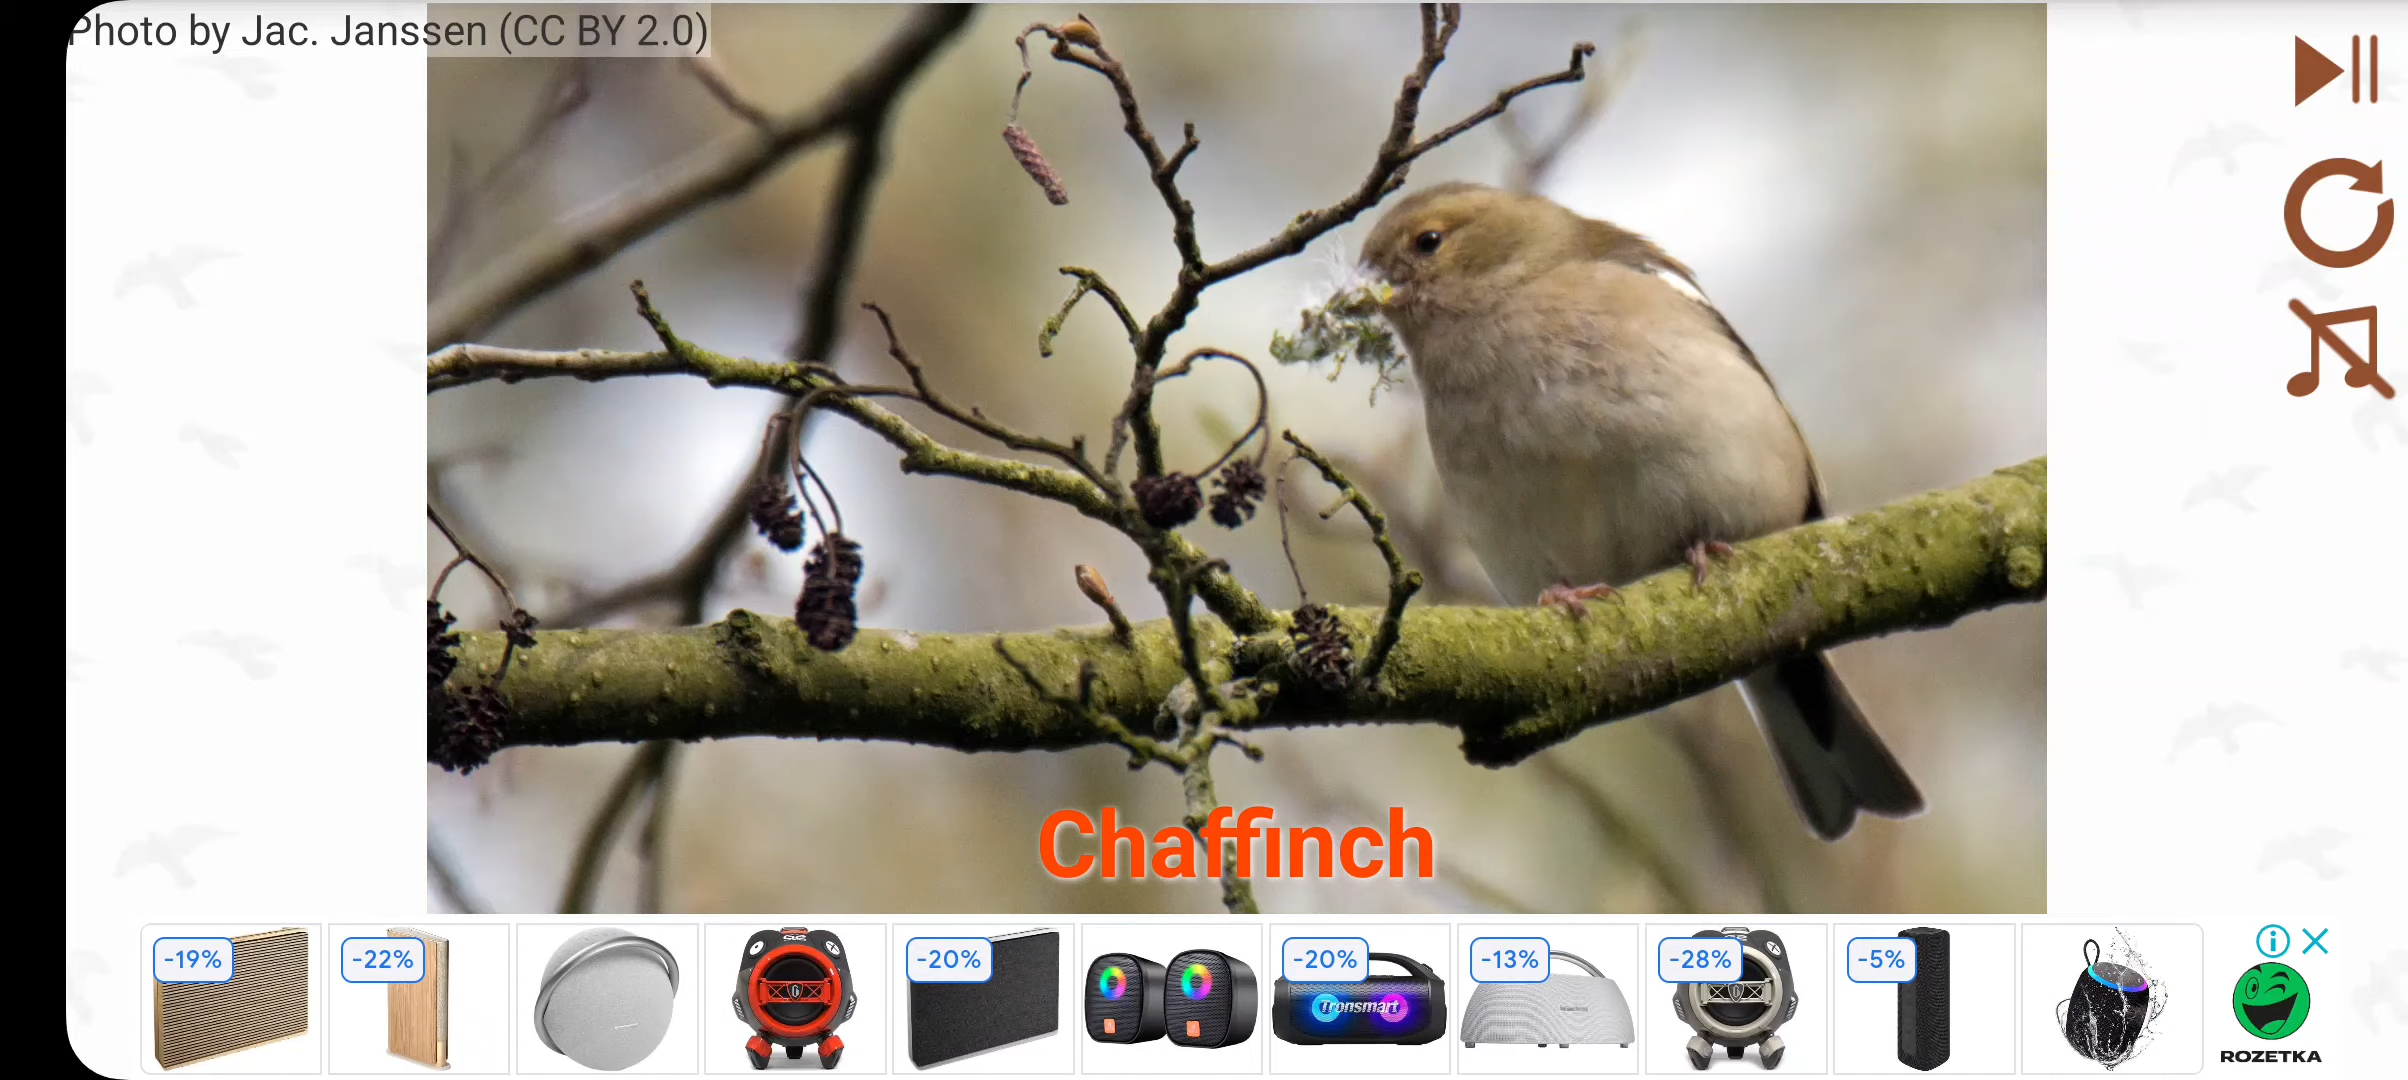 Photo by Jac. Janssen (CC BY 2.0)
Chaffinch
-19%
-22%
-20%
-20%
-13%
-28%
-5%
Tronsmart
ROZETKA